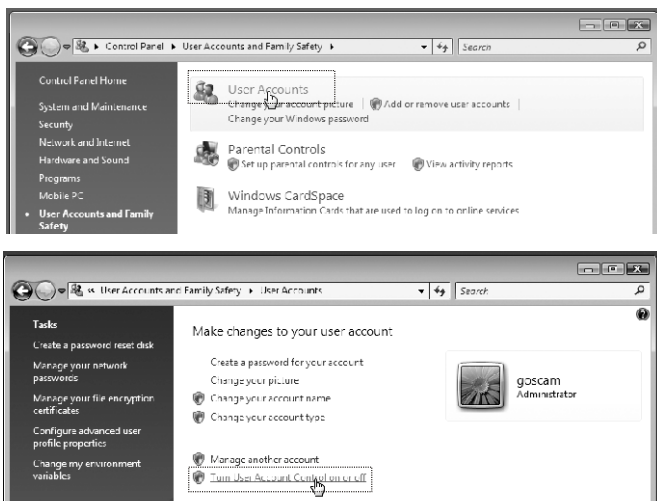 Control Panel ▸ User Accounts and Family Safety ▸
Search
Control Panel Home
System and Maintenance
Security
Network and Internet
Hardware and Sound
Programs
Mobile PC
• User Accounts and Family
Safety
User Accounts
Change your account picture | Add or remove user accounts |
Change your Windows password
Parental Controls
Set up parental controls for any user View activity reports
Windows CardSpace
Manage Information Cards that are used to log on to online services
« User Accounts and Family Safety ▸ User Accounts
Search
Tasks
Create a password reset disk
Manage your network
passwords
Manage your file encryption
certificates
Configure advanced user
profile properties
Change my environment
variables
Make changes to your user account
Create a password for your account
Change your picture
Change your account name
Change your account type
Manage another account
Turn User Account Control on or off
goscam
Administrator